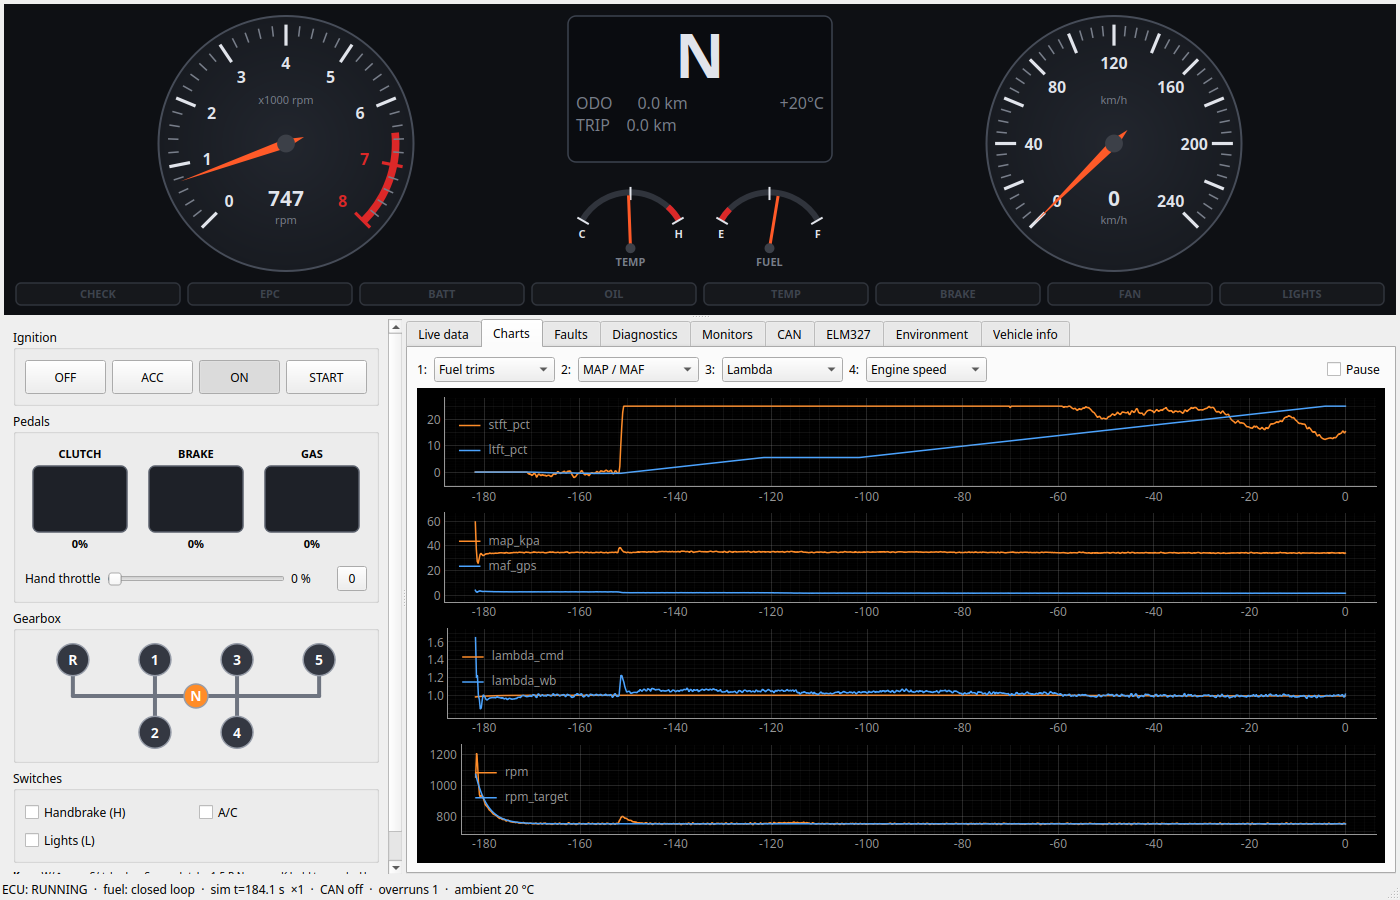 0 1 2 3 4 5 6 7 8
x1000 rpm
747
rpm
N
ODO 0.0 km +20°C
TRIP 0.0 km
C H
TEMP
E F
FUEL
0 40 80 120 160 200 240
km/h
0
km/h
CHECK EPC BATT OIL TEMP BRAKE FAN LIGHTS
Ignition
OFF ACC ON START
Pedals
CLUTCH BRAKE GAS
0% 0% 0%
Hand throttle 0 % 0
Gearbox
R 1 3 5
N
2 4
Switches
Handbrake (H) A/C
Lights (L)
Live data Charts Faults Diagnostics Monitors CAN ELM327 Environment Vehicle info
1: Fuel trims 2: MAP / MAF 3: Lambda 4: Engine speed Pause
20
10
0
stft_pct
ltft_pct
-180 -160 -140 -120 -100 -80 -60 -40 -20 0
60
40
20
0
map_kpa
maf_gps
-180 -160 -140 -120 -100 -80 -60 -40 -20 0
1.6
1.4
1.2
1.0
lambda_cmd
lambda_wb
-180 -160 -140 -120 -100 -80 -60 -40 -20 0
1200
1000
800
rpm
rpm_target
-180 -160 -140 -120 -100 -80 -60 -40 -20 0
ECU: RUNNING · fuel: closed loop · sim t=184.1 s ×1 · CAN off · overruns 1 · ambient 20 °C